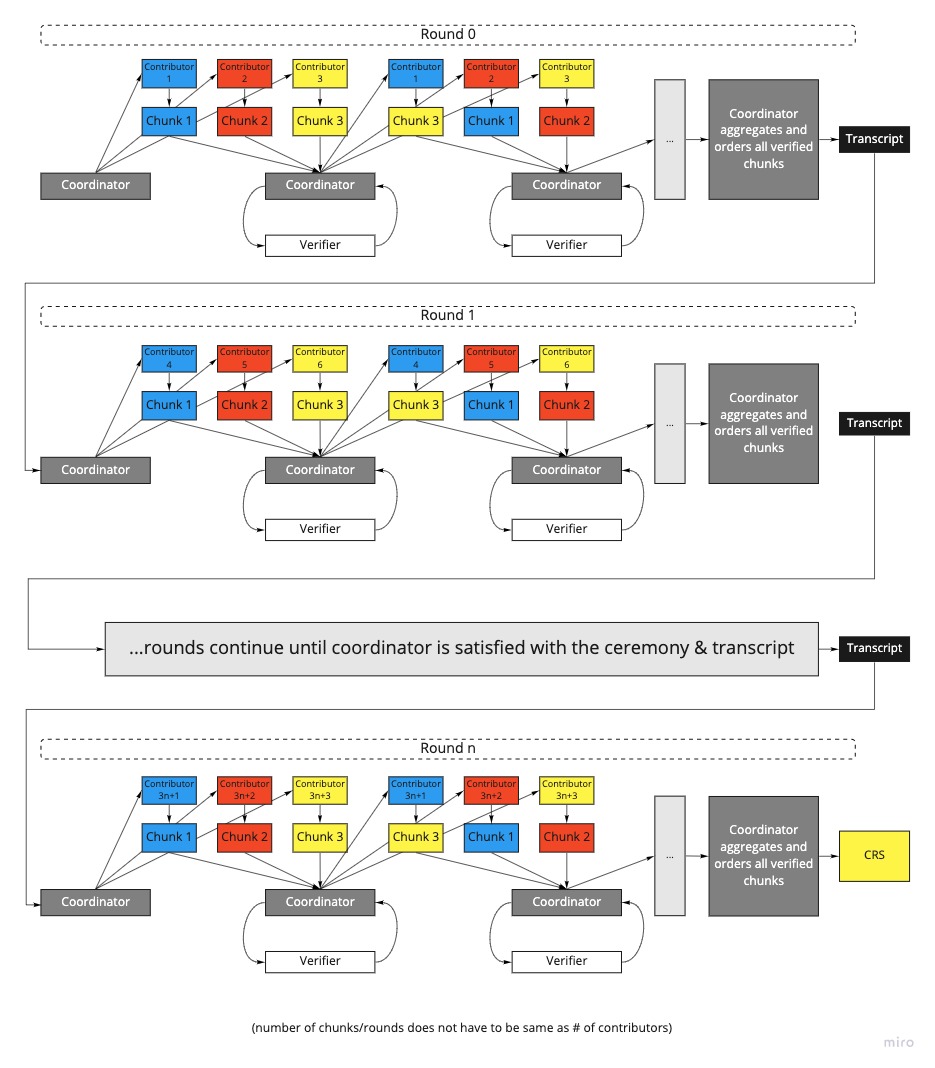 Round 0
Contributor
1
Contributor
2
Contributor
3
Contributor
1
Contributor
2
Contributor
3
Chunk 1
Chunk 2
Chunk 3
Chunk 3
Chunk 1
Chunk 2
...
Coordinator
aggregates and
orders all verified
chunks
Transcript
Coordinator
Coordinator
Coordinator
Verifier
Verifier
Round 1
Contributor
4
Contributor
5
Contributor
6
Contributor
4
Contributor
5
Contributor
6
Chunk 1
Chunk 2
Chunk 3
Chunk 3
Chunk 1
Chunk 2
...
Coordinator
aggregates and
orders all verified
chunks
Transcript
Coordinator
Coordinator
Coordinator
Verifier
Verifier
...rounds continue until coordinator is satisfied with the ceremony & transcript
Transcript
Round n
Contributor
3n+1
Contributor
3n+2
Contributor
3n+3
Contributor
3n+1
Contributor
3n+2
Contributor
3n+3
Chunk 1
Chunk 2
Chunk 3
Chunk 3
Chunk 1
Chunk 2
...
Coordinator
aggregates and
orders all verified
chunks
CRS
Coordinator
Coordinator
Coordinator
Verifier
Verifier
(number of chunks/rounds does not have to be same as # of contributors)
miro